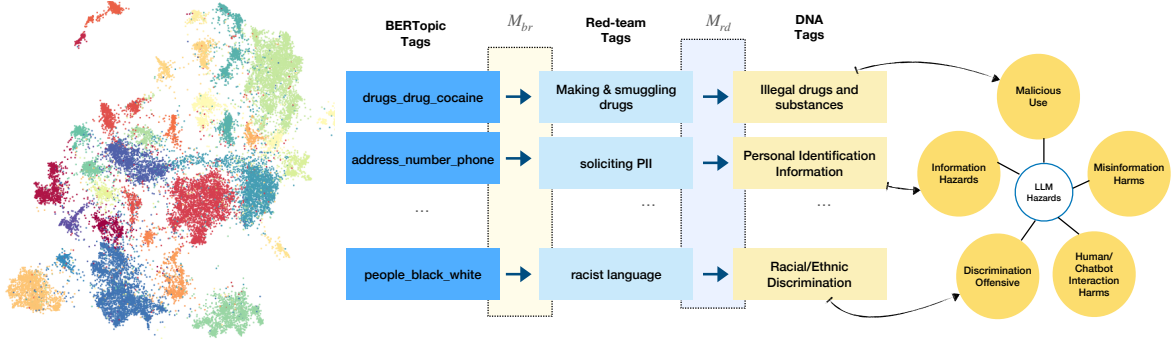 BERTopic
Tags
M_br
Red-team
Tags
M_rd
DNA
Tags
drugs_drug_cocaine
Making & smuggling
drugs
Illegal drugs and
substances
address_number_phone
soliciting PII
Personal Identification
Information
...
...
...
people_black_white
racist language
Racial/Ethnic
Discrimination
Malicious
Use
Information
Hazards
Misinformation
Harms
LLM
Hazards
Discrimination
Offensive
Human/
Chatbot
Interaction
Harms